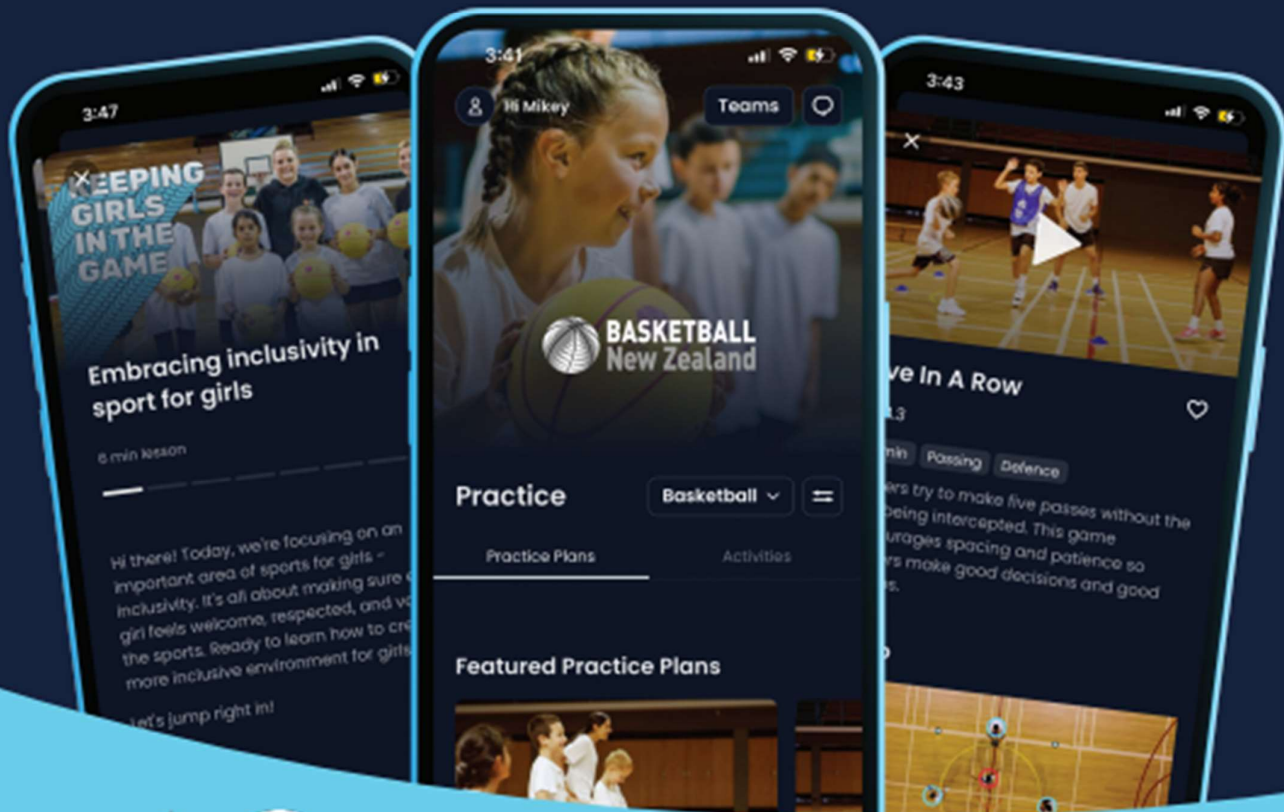 3:47
KEEPING
GIRLS
IN THE
GAME
Embracing inclusivity in
sport for girls
6 min lesson
Hi there! Today, we're focusing on an
important area of sports for girls -
inclusivity. It's all about making sure
girl feels welcome, respected, and
the sports. Ready to learn how to
more inclusive environment for girls
Let's jump right in!
3:41
Hi Mikey
Teams
BASKETBALL
New Zealand
Practice
Basketball
Practice Plans
Activities
Featured Practice Plans
3:43
In A Row
Passing
Defence
try to make five passes without the
being intercepted. This game
spacing and patience so
make good decisions and good